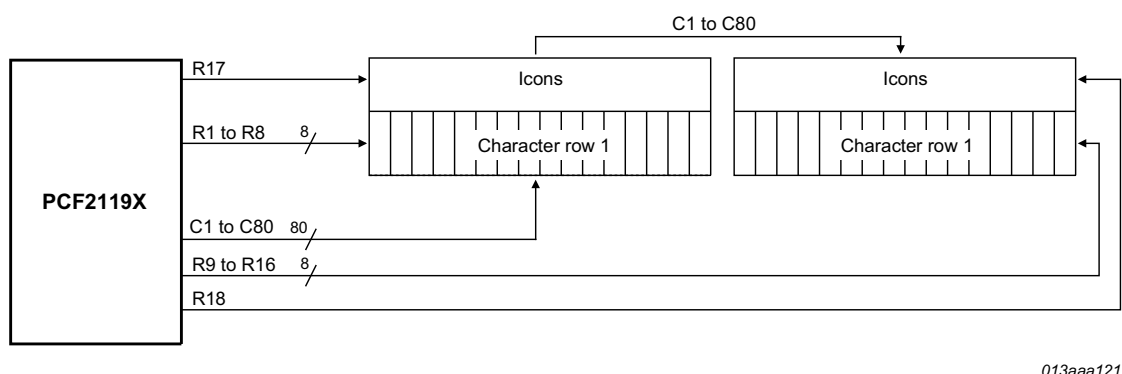 C1 to C80
R17
Icons
Icons
R1 to R8 8
Character row 1
Character row 1
PCF2119X
C1 to C80 80
R9 to R16 8
R18
013aaa121